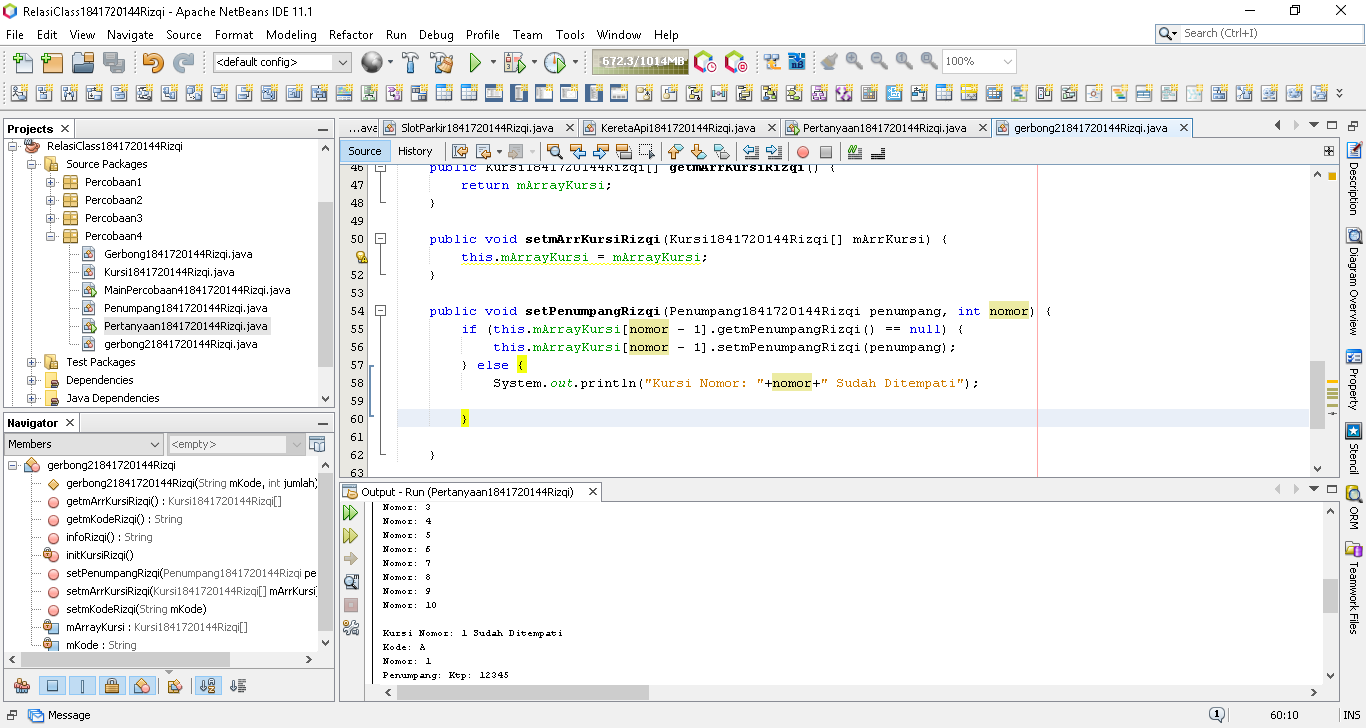 RelasiClass1841720144Rizqi - Apache NetBeans IDE 11.1
File Edit View Navigate Source Format Modeling Refactor Run Debug Profile Team Tools Window Help
Search (Ctrl+I)
<default config>
672.3/1014MB
100%
Projects
RelasiClass1841720144Rizqi
Source Packages
Percobaan1
Percobaan2
Percobaan3
Percobaan4
Gerbong1841720144Rizqi.java
Kursi1841720144Rizqi.java
MainPercobaan41841720144Rizqi.java
Penumpang1841720144Rizqi.java
Pertanyaan1841720144Rizqi.java
gerbong21841720144Rizqi.java
Test Packages
Dependencies
Java Dependencies
Navigator
Members
<empty>
gerbong21841720144Rizqi
gerbong21841720144Rizqi(String mKode, int jumlah)
getmArrKursiRizqi() : Kursi1841720144Rizqi[]
getmKodeRizqi() : String
infoRizqi() : String
initKursiRizqi()
setPenumpangRizqi(Penumpang1841720144Rizqi pe
setmArrKursiRizqi(Kursi1841720144Rizqi[] mArrKursi
setmKodeRizqi(String mKode)
mArrayKursi : Kursi1841720144Rizqi[]
mKode : String
...ava SlotParkir1841720144Rizqi.java KeretaApi1841720144Rizqi.java Pertanyaan1841720144Rizqi.java gerbong21841720144Rizqi.java
Source History
46 public Kursi1841720144Rizqi[] getmArrKursiRizqi() {
47 return mArrayKursi;
48 }
49
50 public void setmArrKursiRizqi(Kursi1841720144Rizqi[] mArrKursi) {
this.mArrayKursi = mArrayKursi;
52 }
53
54 public void setPenumpangRizqi(Penumpang1841720144Rizqi penumpang, int nomor) {
55 if (this.mArrayKursi[nomor - 1].getmPenumpangRizqi() == null) {
56 this.mArrayKursi[nomor - 1].setmPenumpangRizqi(penumpang);
57 } else {
58 System.out.println("Kursi Nomor: "+nomor+" Sudah Ditempati");
59
60 }
61
62 }
63
Output - Run (Pertanyaan1841720144Rizqi)
Nomor: 3
Nomor: 4
Nomor: 5
Nomor: 6
Nomor: 7
Nomor: 8
Nomor: 9
Nomor: 10
Kursi Nomor: 1 Sudah Ditempati
Kode: A
Nomor: 1
Penumpang: Ktp: 12345
Description
Diagram Overview
Property
Stencil
ORM
Teamwork Files
Message
1
60:10
INS